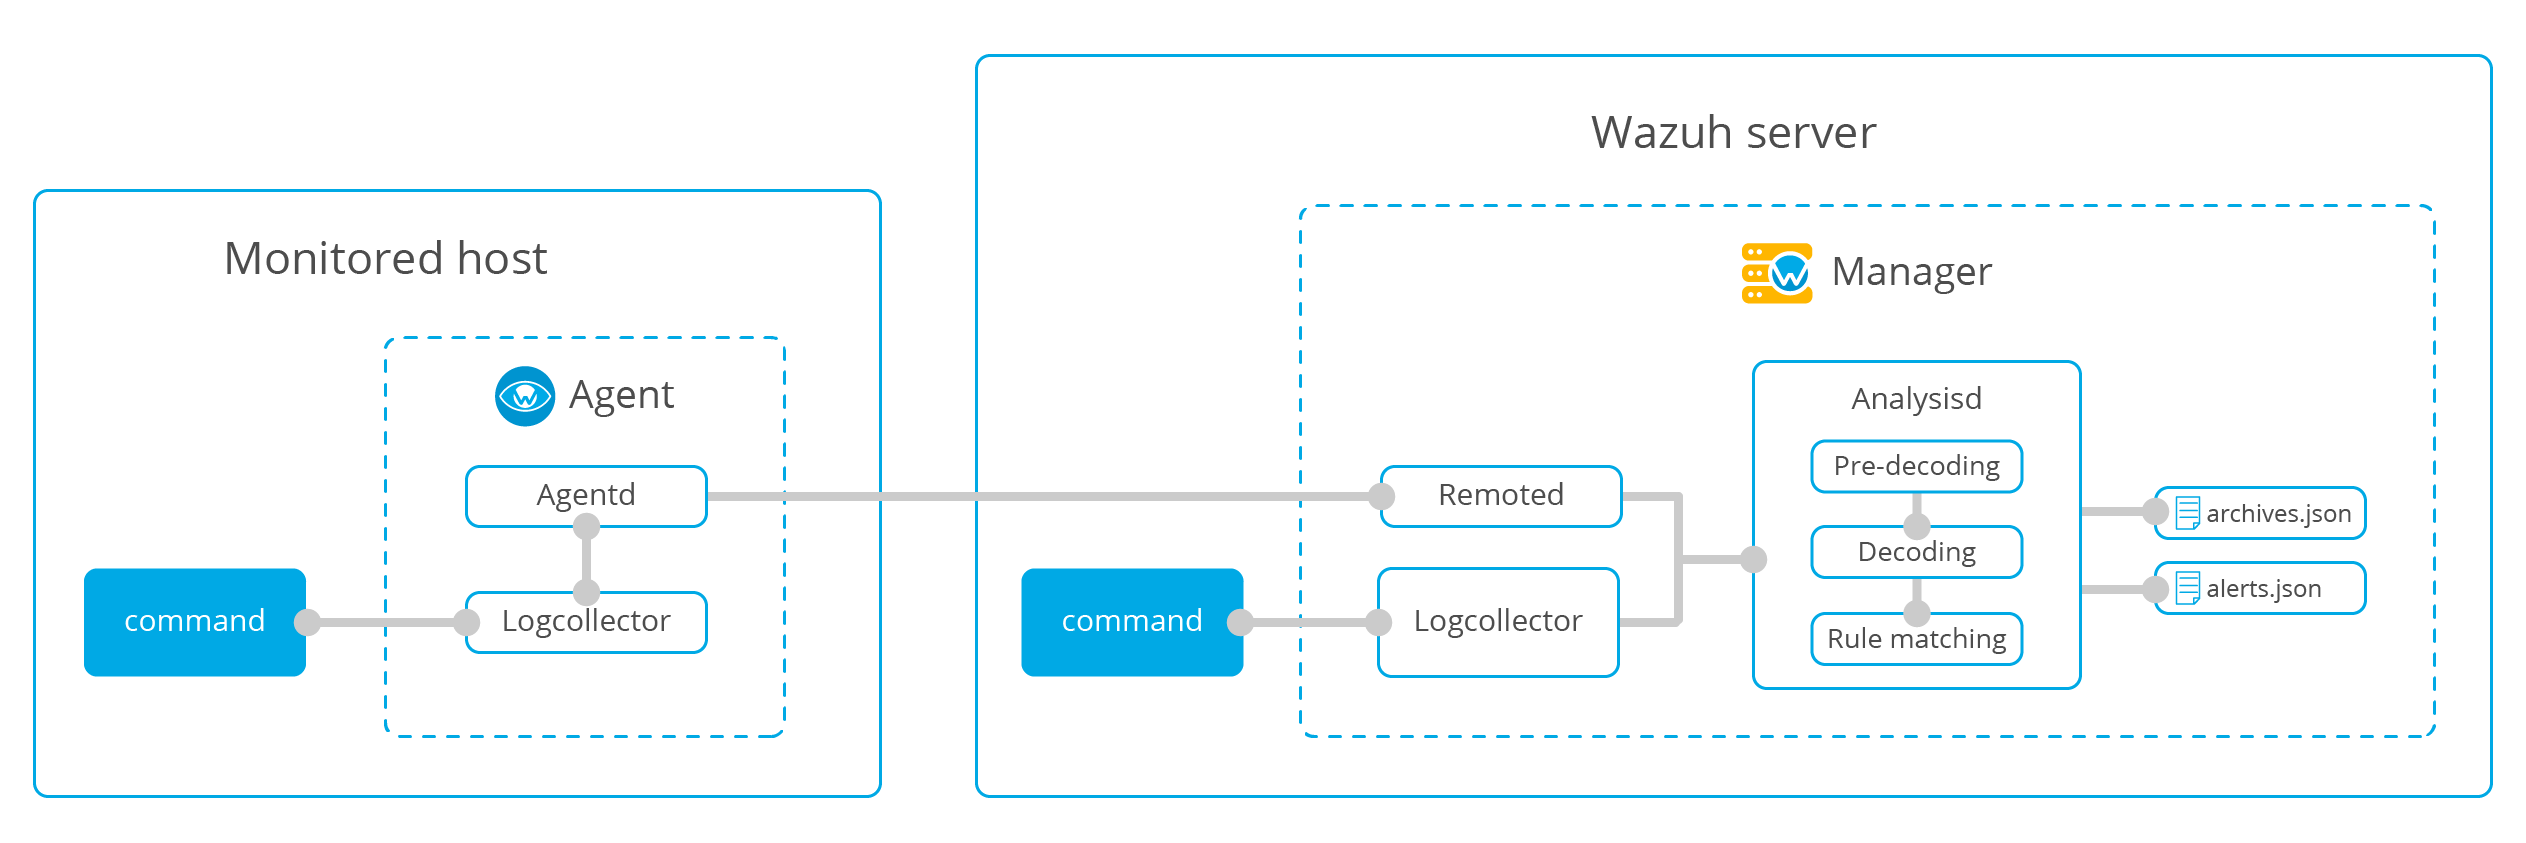 Monitored host
Agent
Agentd
command
Logcollector
Wazuh server
Manager
Remoted
command
Logcollector
Analysisd
Pre-decoding
Decoding
Rule matching
archives.json
alerts.json